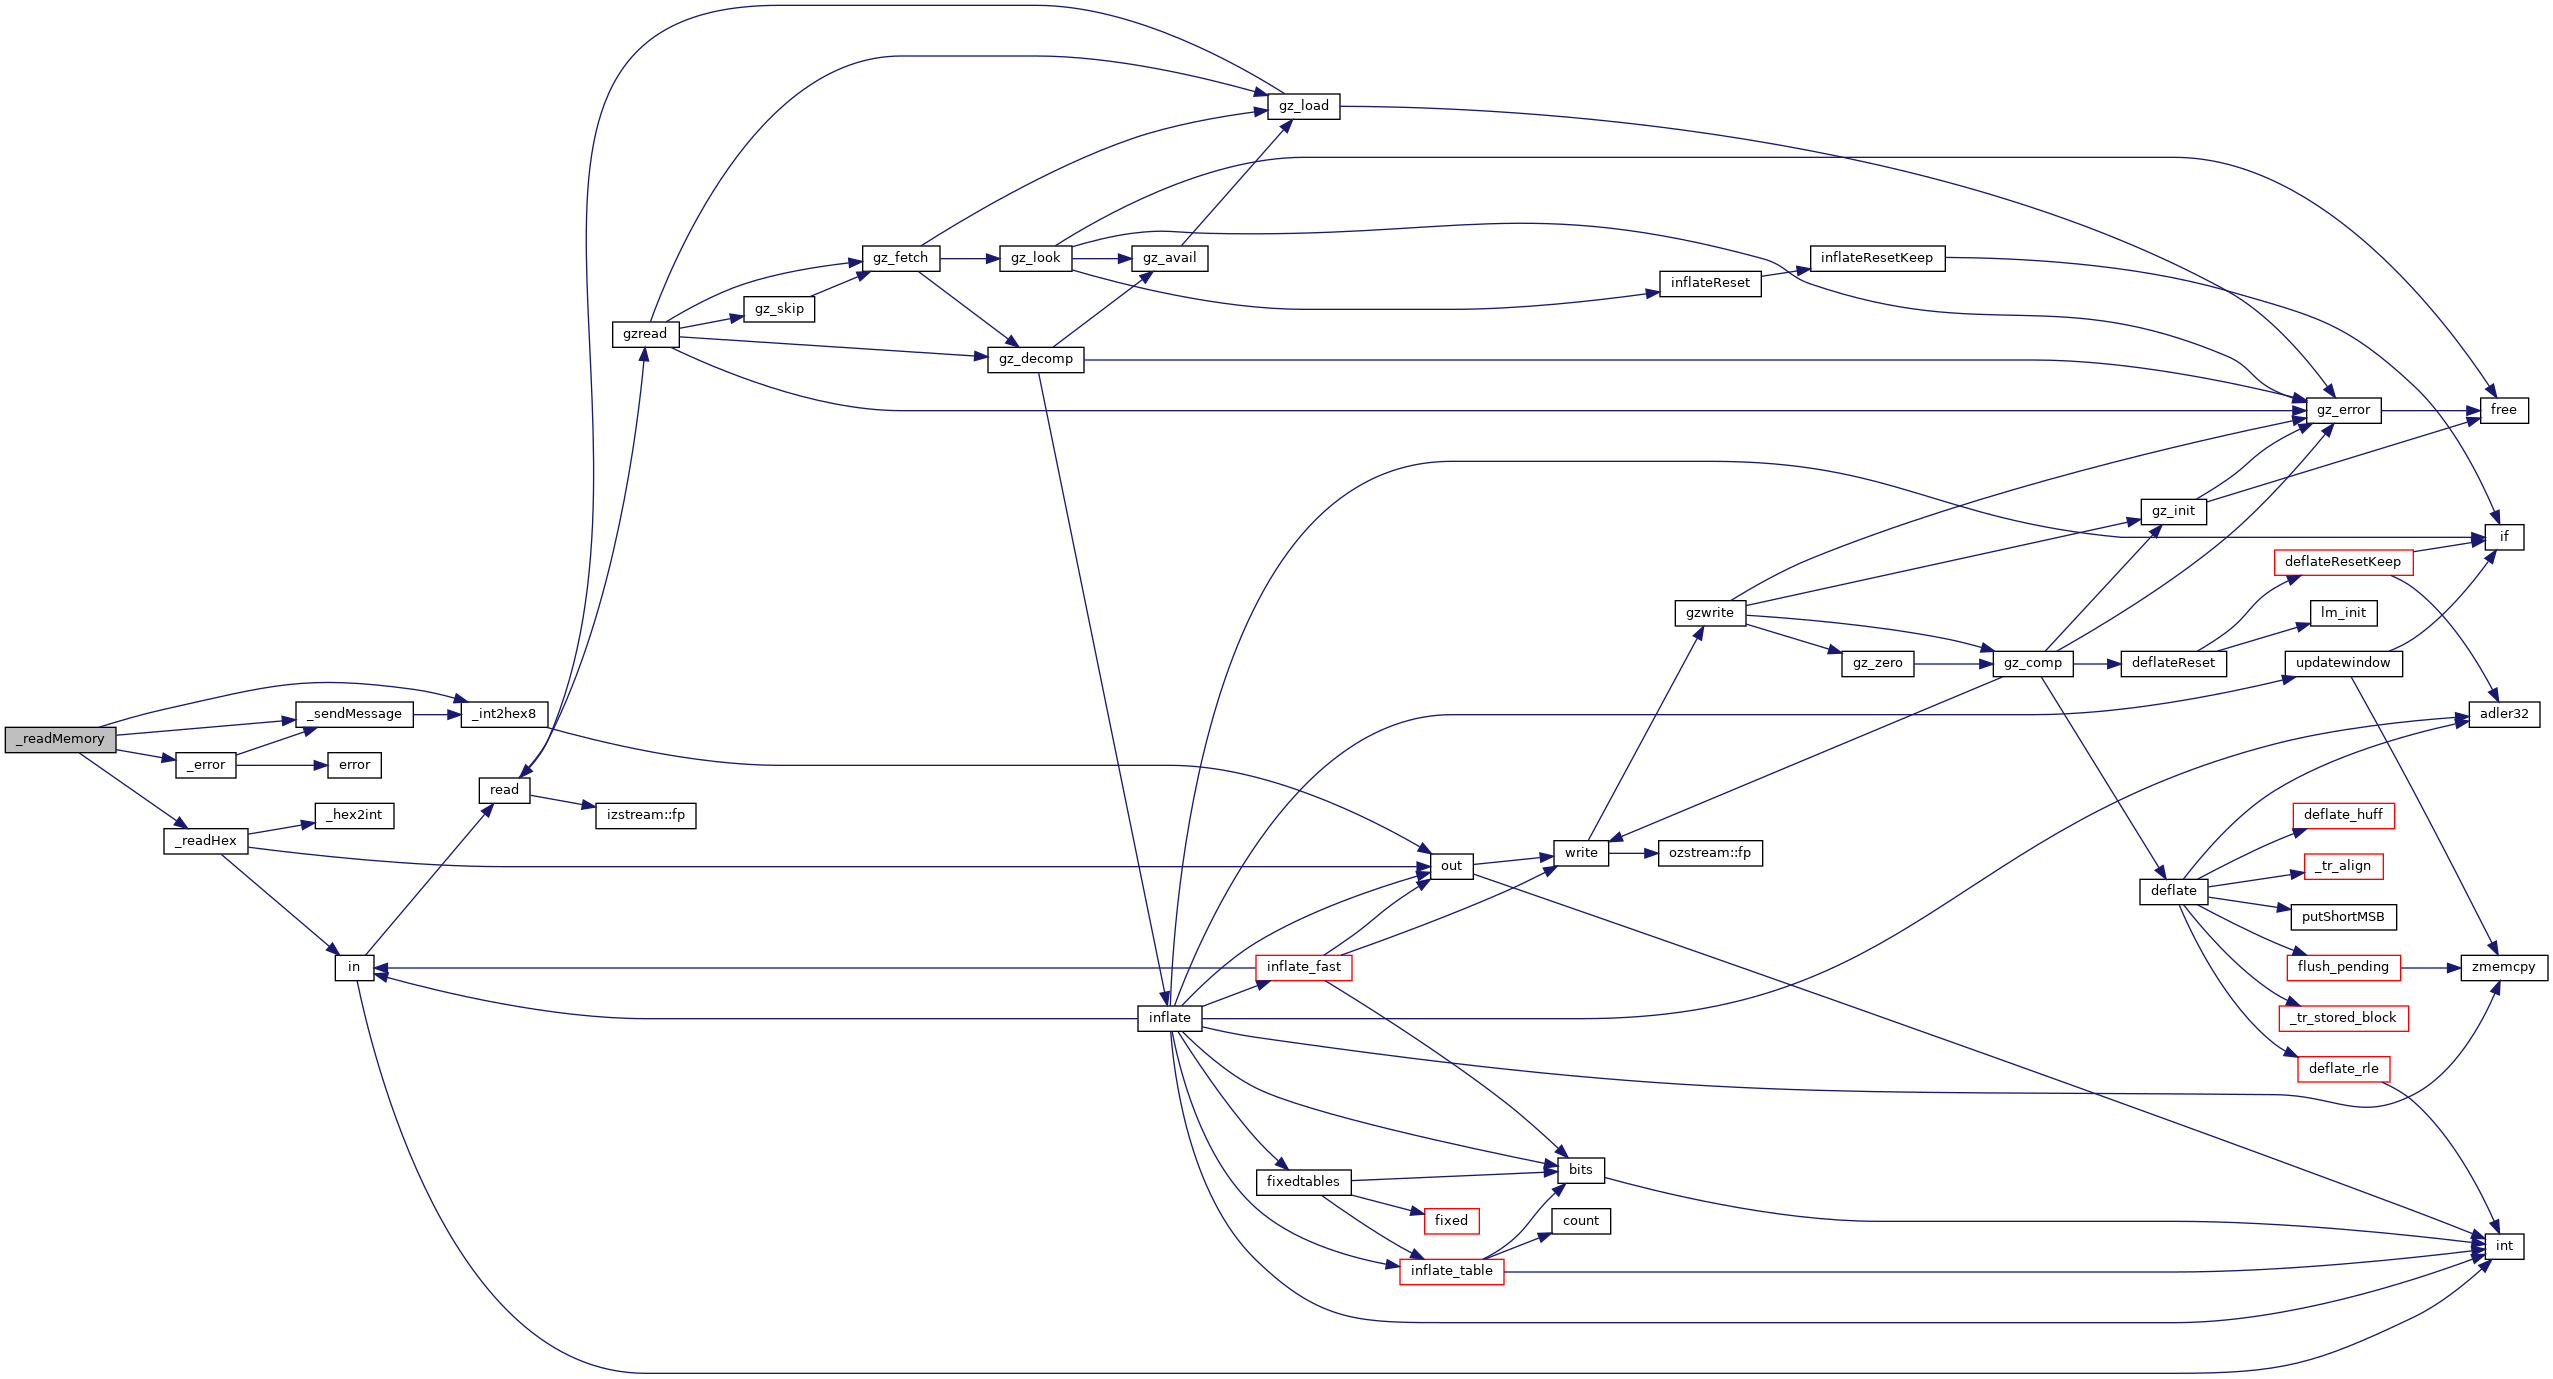 _readMemory
_sendMessage
_int2hex8
_error
error
_readHex
_hex2int
in
read
izstream::fp
gzread
gz_skip
gz_fetch
gz_look
gz_decomp
gz_avail
gz_load
inflateReset
inflateResetKeep
gz_error
free
if
gzwrite
gz_init
gz_zero
gz_comp
deflateReset
deflateResetKeep
lm_init
updatewindow
adler32
out
write
ozstream::fp
deflate
deflate_huff
_tr_align
putShortMSB
flush_pending
zmemcpy
_tr_stored_block
deflate_rle
inflate
inflate_fast
fixedtables
fixed
inflate_table
bits
count
int